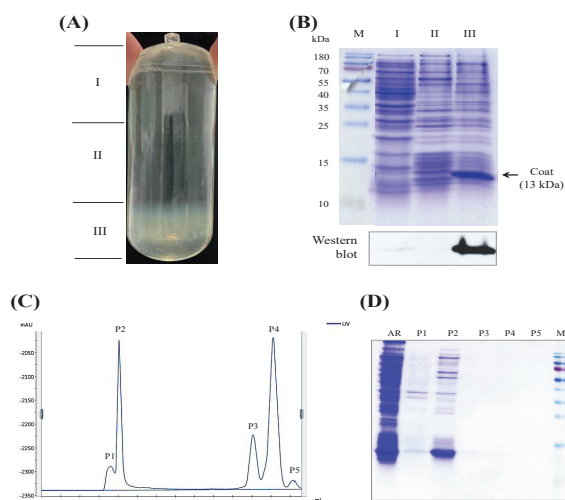 (A)
I
II
III
(B)
kDa M I II III
180
70
55
40
35
25
15
10
Coat
(13 kDa)
Western
blot
(C)
mAU
-2050
-2100
-2150
-2200
-2250
-2300
-2350
P1
P2
P3
P4
P5
UV
(D)
AR P1 P2 P3 P4 P5 M